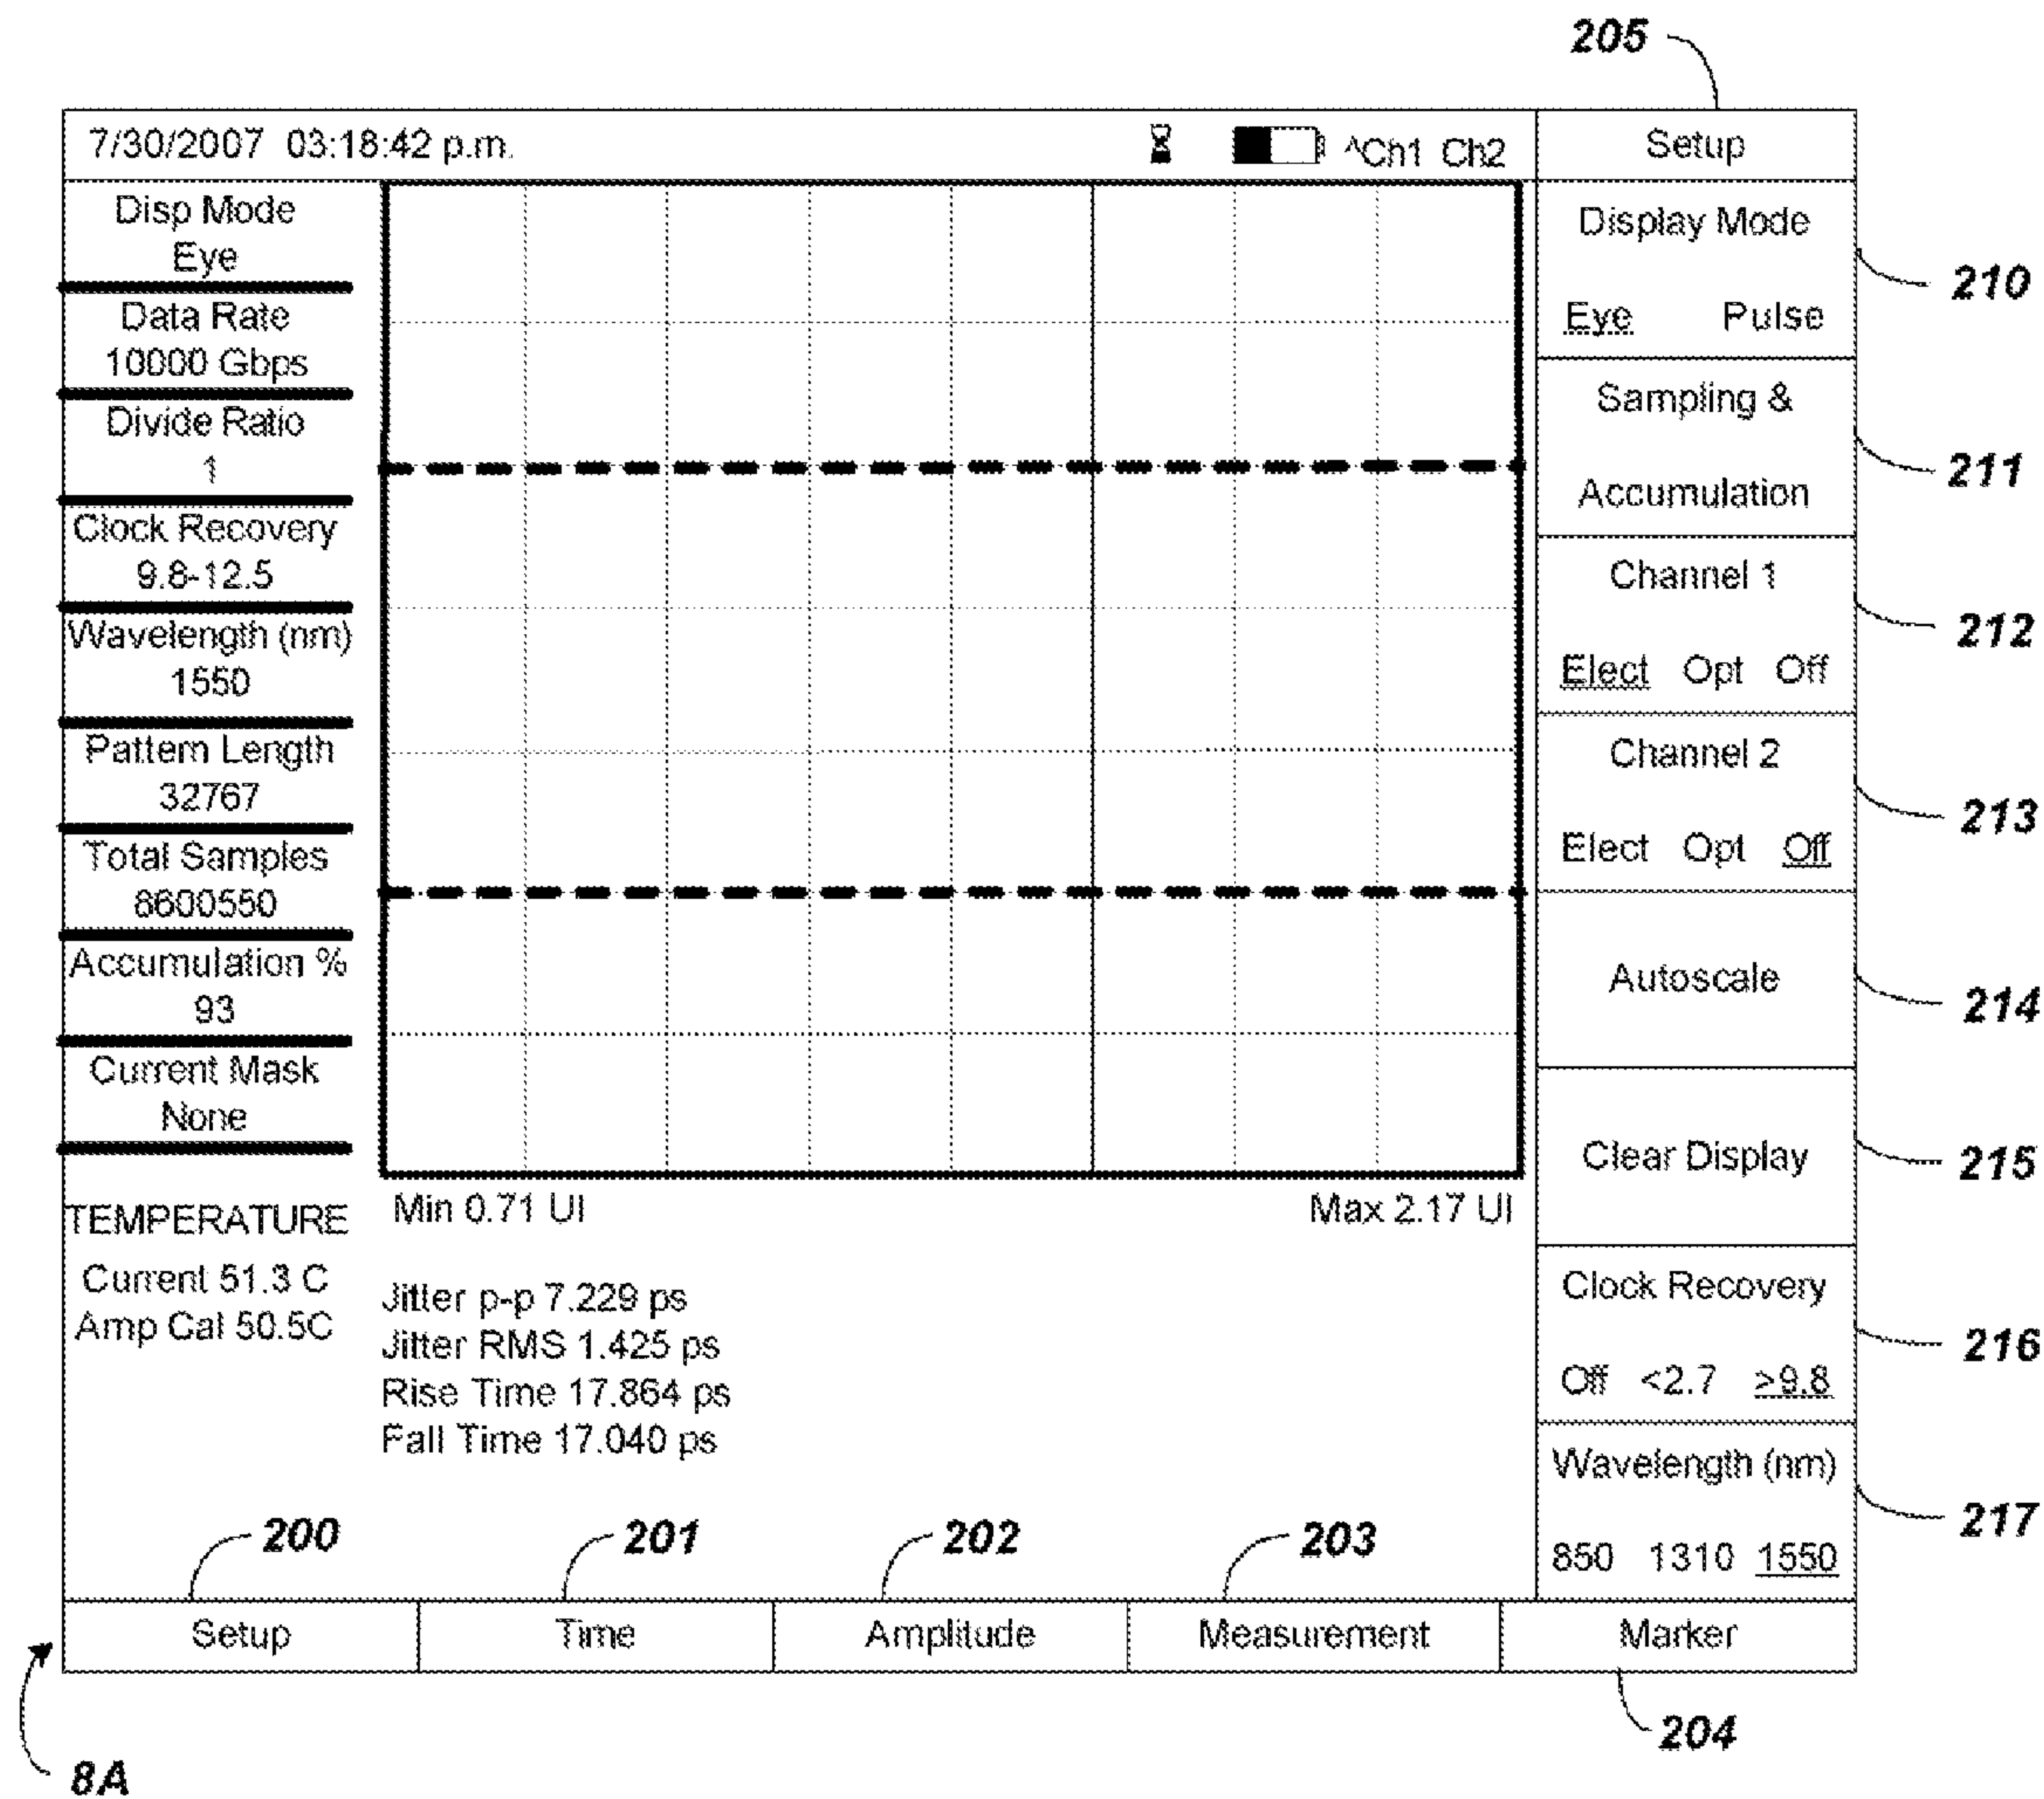 205
7/30/2007 03:18:42 p.m.
^Ch1 Ch2
Setup
Disp Mode
Eye
Data Rate
10000 Gbps
Divide Ratio
1
Clock Recovery
9.8-12.5
Wavelength (nm)
1550
Pattern Length
32767
Total Samples
8600550
Accumulation %
93
Current Mask
None
TEMPERATURE
Current 51.3 C
Amp Cal 50.5C
Min 0.71 UI
Max 2.17 UI
Jitter p-p 7.229 ps
Jitter RMS 1.425 ps
Rise Time 17.864 ps
Fall Time 17.040 ps
Display Mode
Eye Pulse
210
Sampling &
Accumulation
211
Channel 1
Elect Opt Off
212
Channel 2
Elect Opt Off
213
Autoscale
214
Clear Display
215
Clock Recovery
Off <2.7 ≥9.8
216
Wavelength (nm)
850 1310 1550
217
200
201
202
203
Setup
Time
Amplitude
Measurement
Marker
204
8A